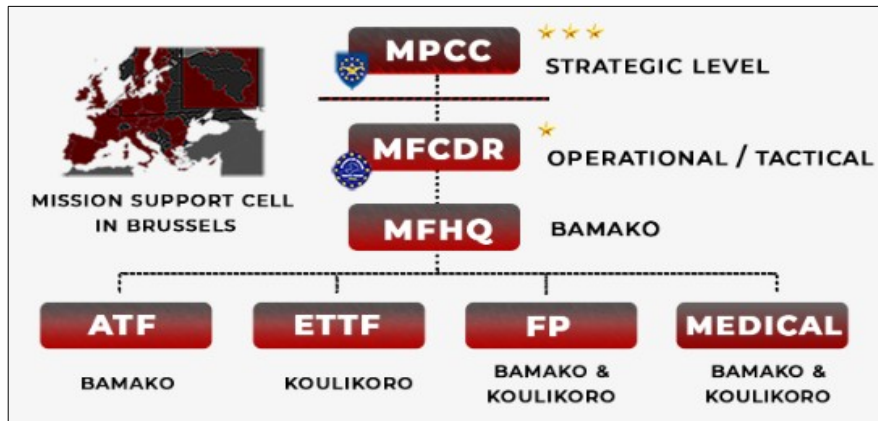 MPCC
STRATEGIC LEVEL
MFCDR
OPERATIONAL / TACTICAL
MISSION SUPPORT CELL
IN BRUSSELS
MFHQ
BAMAKO
ATF
ETTF
FP
MEDICAL
BAMAKO
KOULIKORO
BAMAKO &
KOULIKORO
BAMAKO &
KOULIKORO